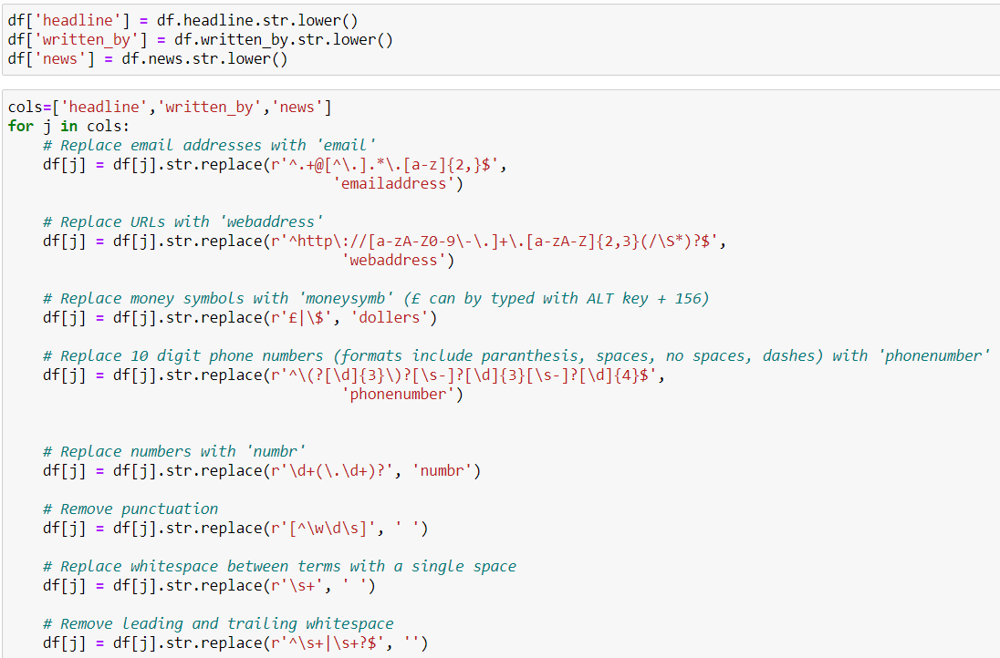 df['headline'] = df.headline.str.lower()
df['written_by'] = df.written_by.str.lower()
df['news'] = df.news.str.lower()
cols=['headline','written_by','news']
for j in cols:
    # Replace email addresses with 'email'
    df[j] = df[j].str.replace(r'^.+@[^\.].*\.[a-z]{2,}$',
                                 'emailaddress')
    # Replace URLs with 'webaddress'
    df[j] = df[j].str.replace(r'^http\://[a-zA-Z0-9\-\.]+\.[a-zA-Z]{2,3}(/\S*)?$',
                                  'webaddress')
    # Replace money symbols with 'moneysymb' (£ can by typed with ALT key + 156)
    df[j] = df[j].str.replace(r'£|\$', 'dollers')
    # Replace 10 digit phone numbers (formats include paranthesis, spaces, no spaces, dashes) with 'phonenumber'
    df[j] = df[j].str.replace(r'^\(?[\d]{3}\)?[\s-]?[\d]{3}[\s-]?[\d]{4}$',
                                  'phonenumber')
    # Replace numbers with 'numbr'
    df[j] = df[j].str.replace(r'\d+(\.\d+)?', 'numbr')
    # Remove punctuation
    df[j] = df[j].str.replace(r'[^\w\d\s]', ' ')
    # Replace whitespace between terms with a single space
    df[j] = df[j].str.replace(r'\s+', ' ')
    # Remove leading and trailing whitespace
    df[j] = df[j].str.replace(r'^\s+|\s+?$', '')